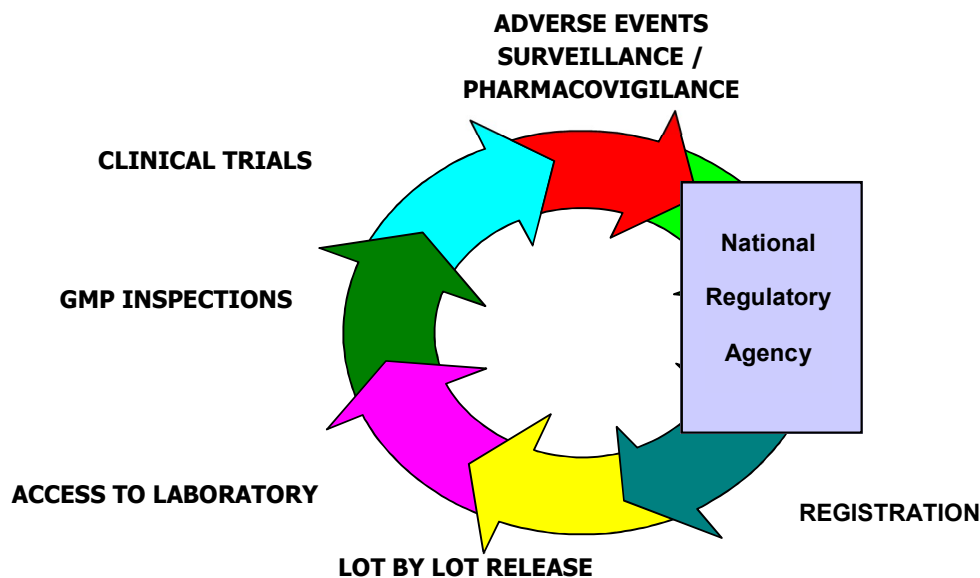 ADVERSE EVENTS
SURVEILLANCE /
PHARMACOVIGILANCE
CLINICAL TRIALS
National
Regulatory
Agency
GMP INSPECTIONS
ACCESS TO LABORATORY
REGISTRATION
LOT BY LOT RELEASE